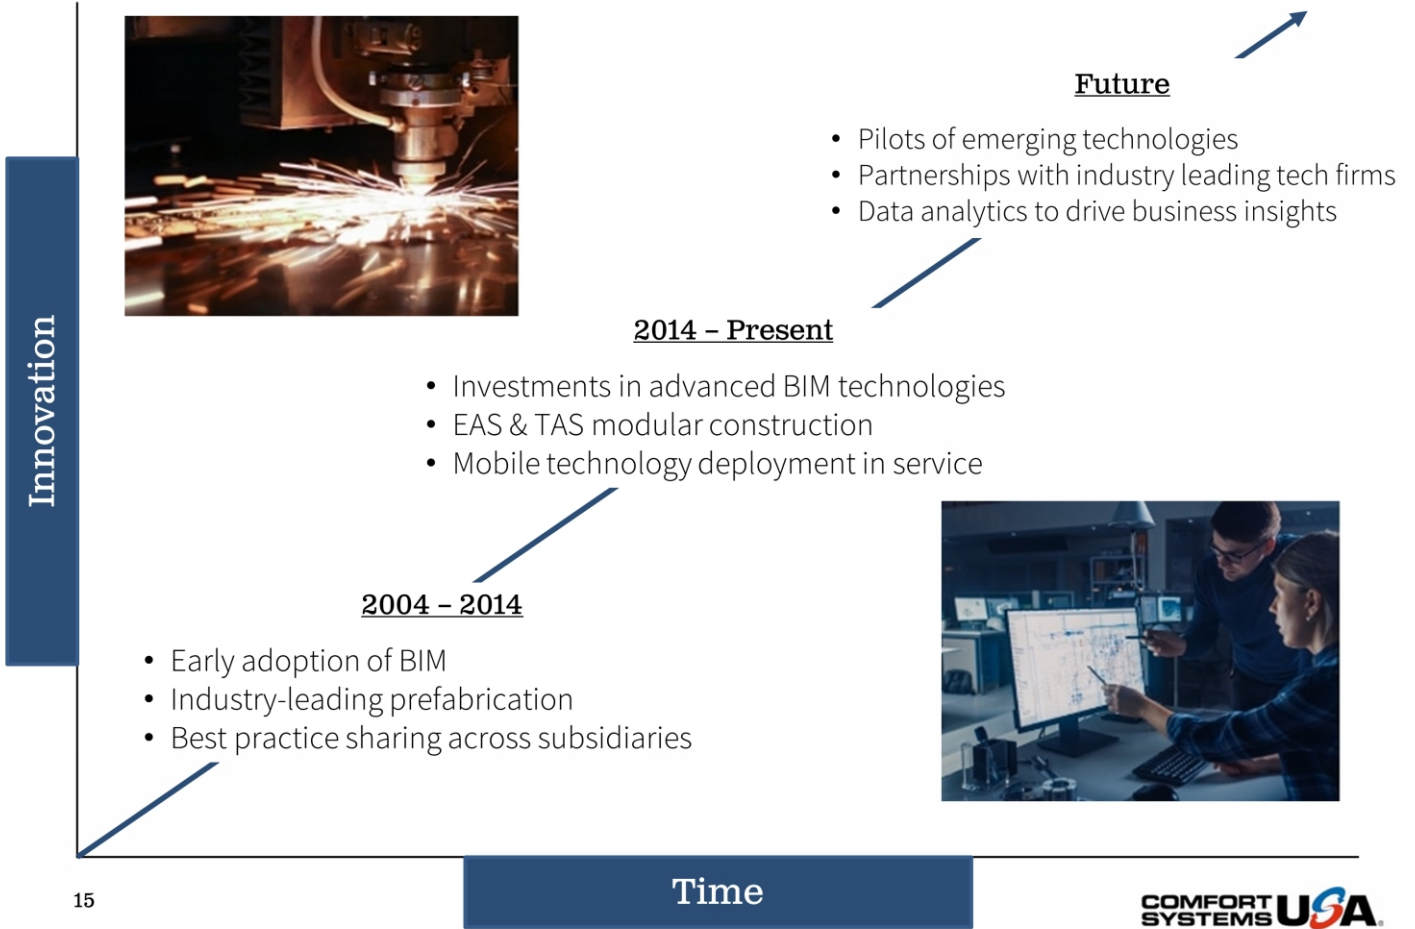 Future
• Pilots of emerging technologies
• Partnerships with industry leading tech firms
• Data analytics to drive business insights
2014 – Present
• Investments in advanced BIM technologies
• EAS & TAS modular construction
• Mobile technology deployment in service
Innovation
2004 – 2014
• Early adoption of BIM
• Industry-leading prefabrication
• Best practice sharing across subsidiaries
Time
15
COMFORT
SYSTEMS USA®